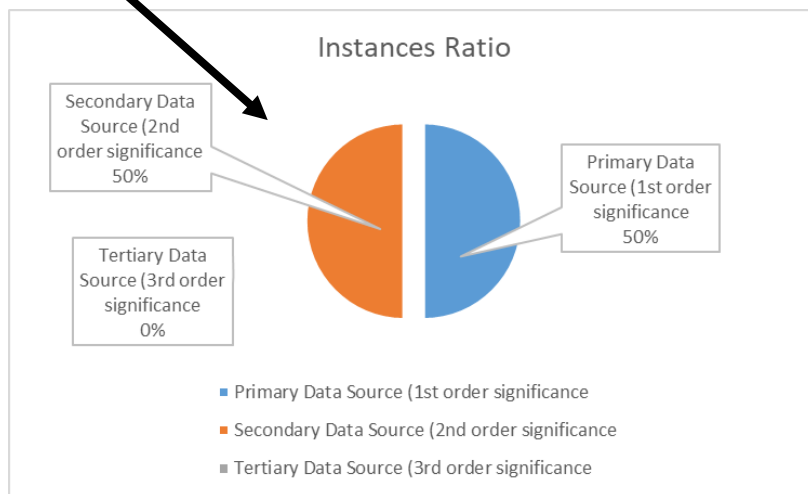 Instances Ratio
Secondary Data
Source (2nd
order significance
50%
Primary Data
Source (1st order
significance
50%
Tertiary Data
Source (3rd order
significance
0%
Primary Data Source (1st order significance
Secondary Data Source (2nd order significance
Tertiary Data Source (3rd order significance